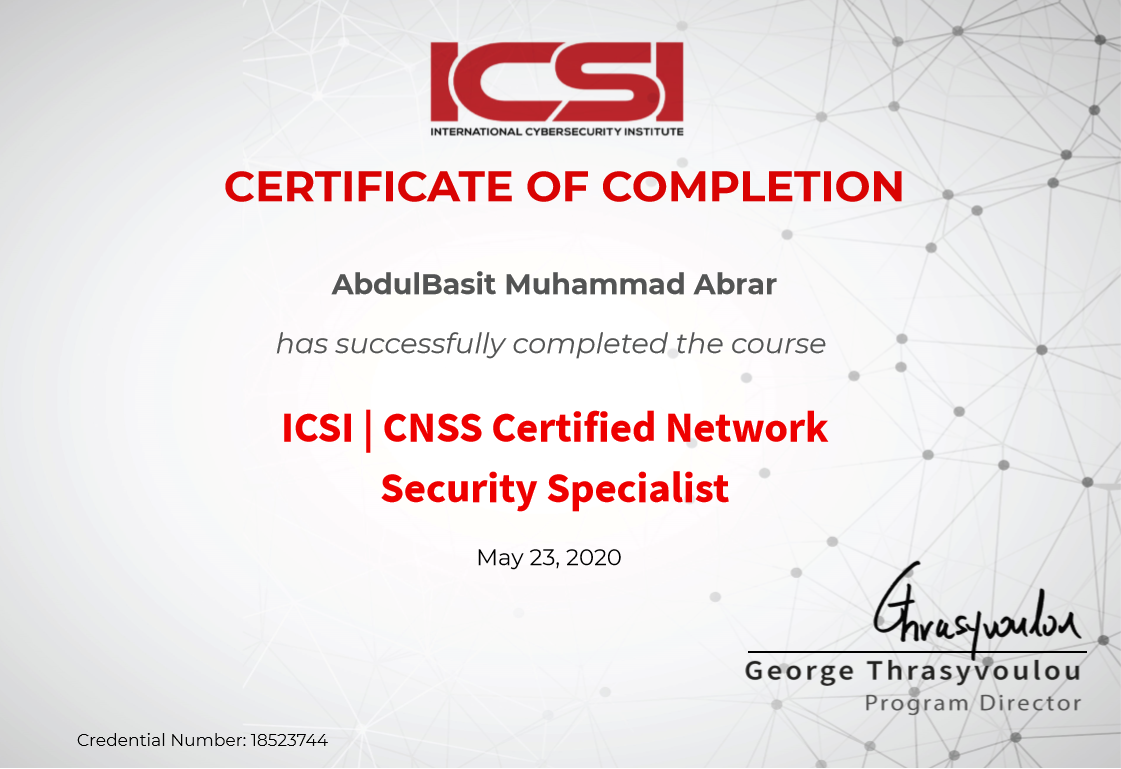 ICSI
INTERNATIONAL CYBERSECURITY INSTITUTE
CERTIFICATE OF COMPLETION
AbdulBasit Muhammad Abrar
has successfully completed the course
ICSI | CNSS Certified Network
Security Specialist
May 23, 2020
Thrasyvoulou
George Thrasyvoulou
Program Director
Credential Number: 18523744